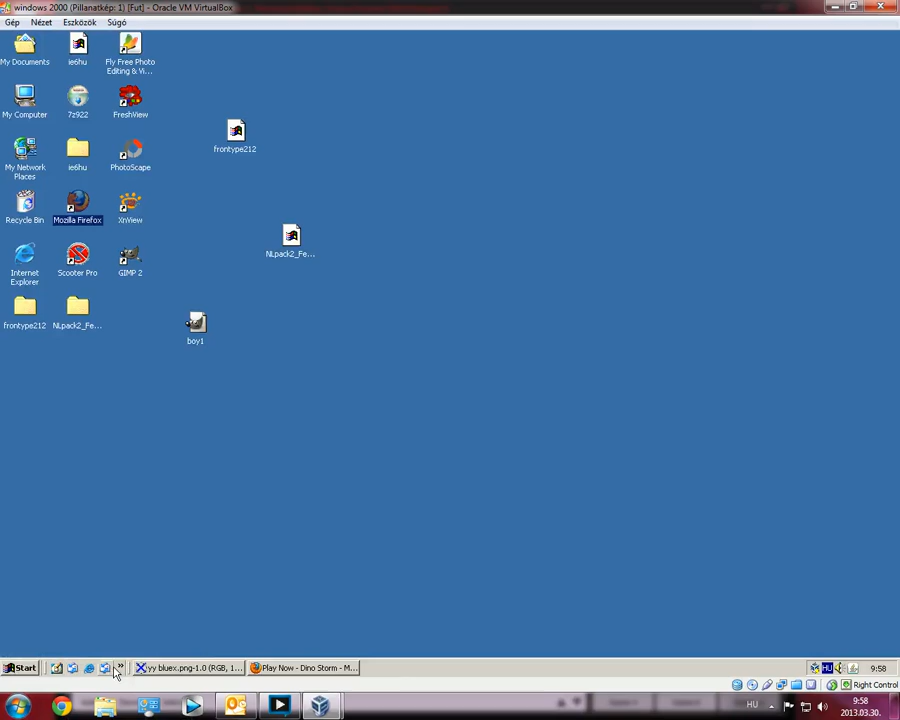 windows 2000 (Pillanatkép: 1) [Fut] - Oracle VM VirtualBox
Gép Nézet Eszközök Súgó
My Documents
ie6hu
Fly Free Photo
Editing & Vi...
My Computer
7z922
FreshView
frontype212
My Network
Places
ie6hu
PhotoScape
Recycle Bin
Mozilla Firefox
XnView
NLpack2_Fe...
Internet
Explorer
Scooter Pro
GIMP 2
frontype212
NLpack2_Fe...
boy1
Start
»
yy bluex.png-1.0 (RGB, 1...
Play Now - Dino Storm - M...
HU
9:58
Right Control
HU
9:58
2013.03.30.